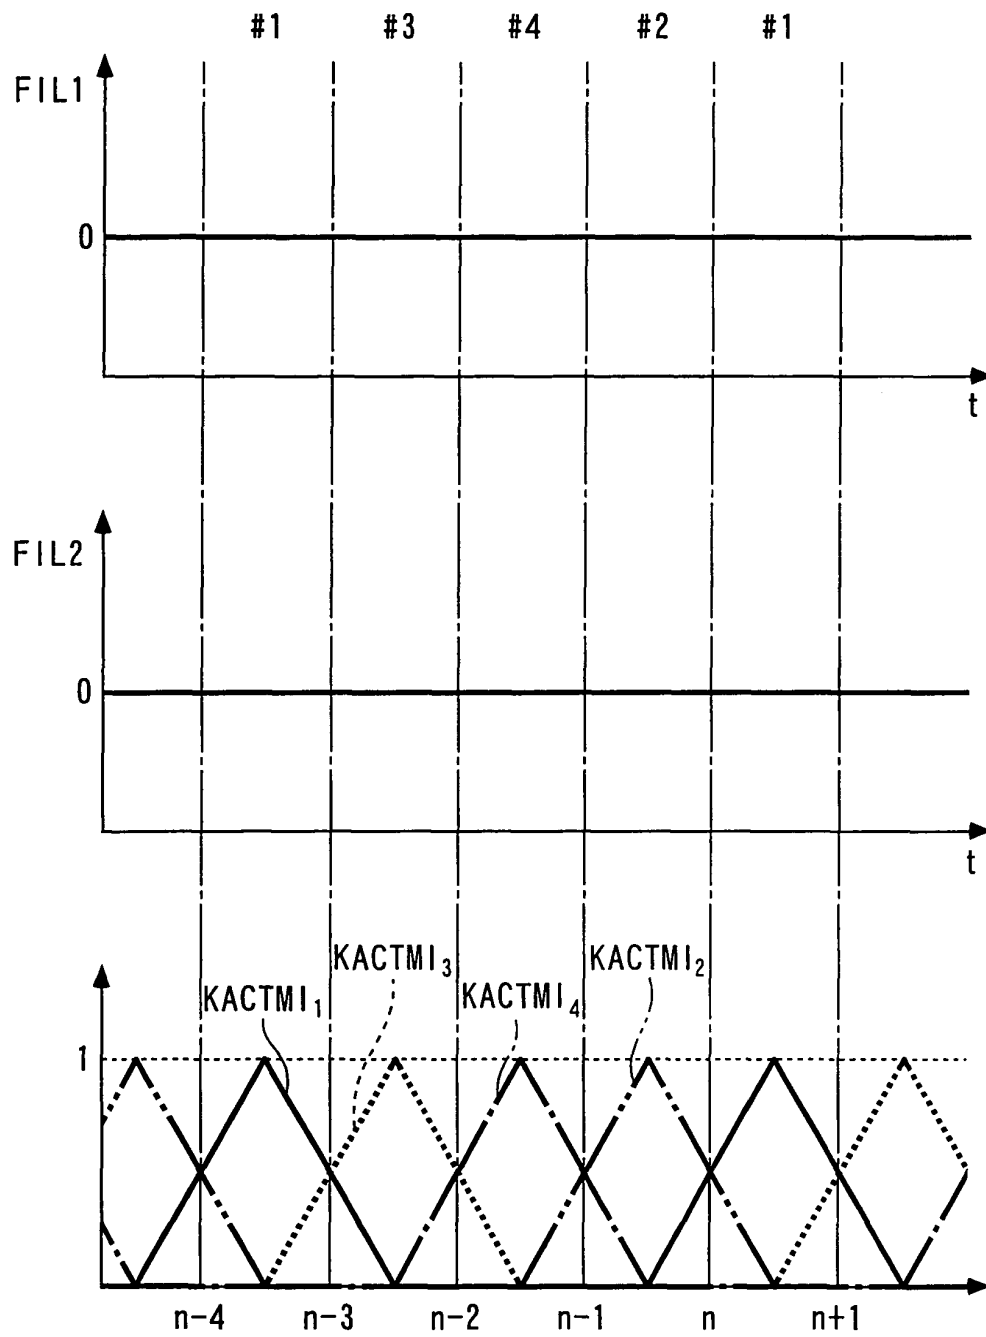 #1 #3 #4 #2 #1
FIL1
0
t
FIL2
0
t
KACTMI₃ KACTMI₂
KACTMI₁ KACTMI₄
1
n-4 n-3 n-2 n-1 n n+1